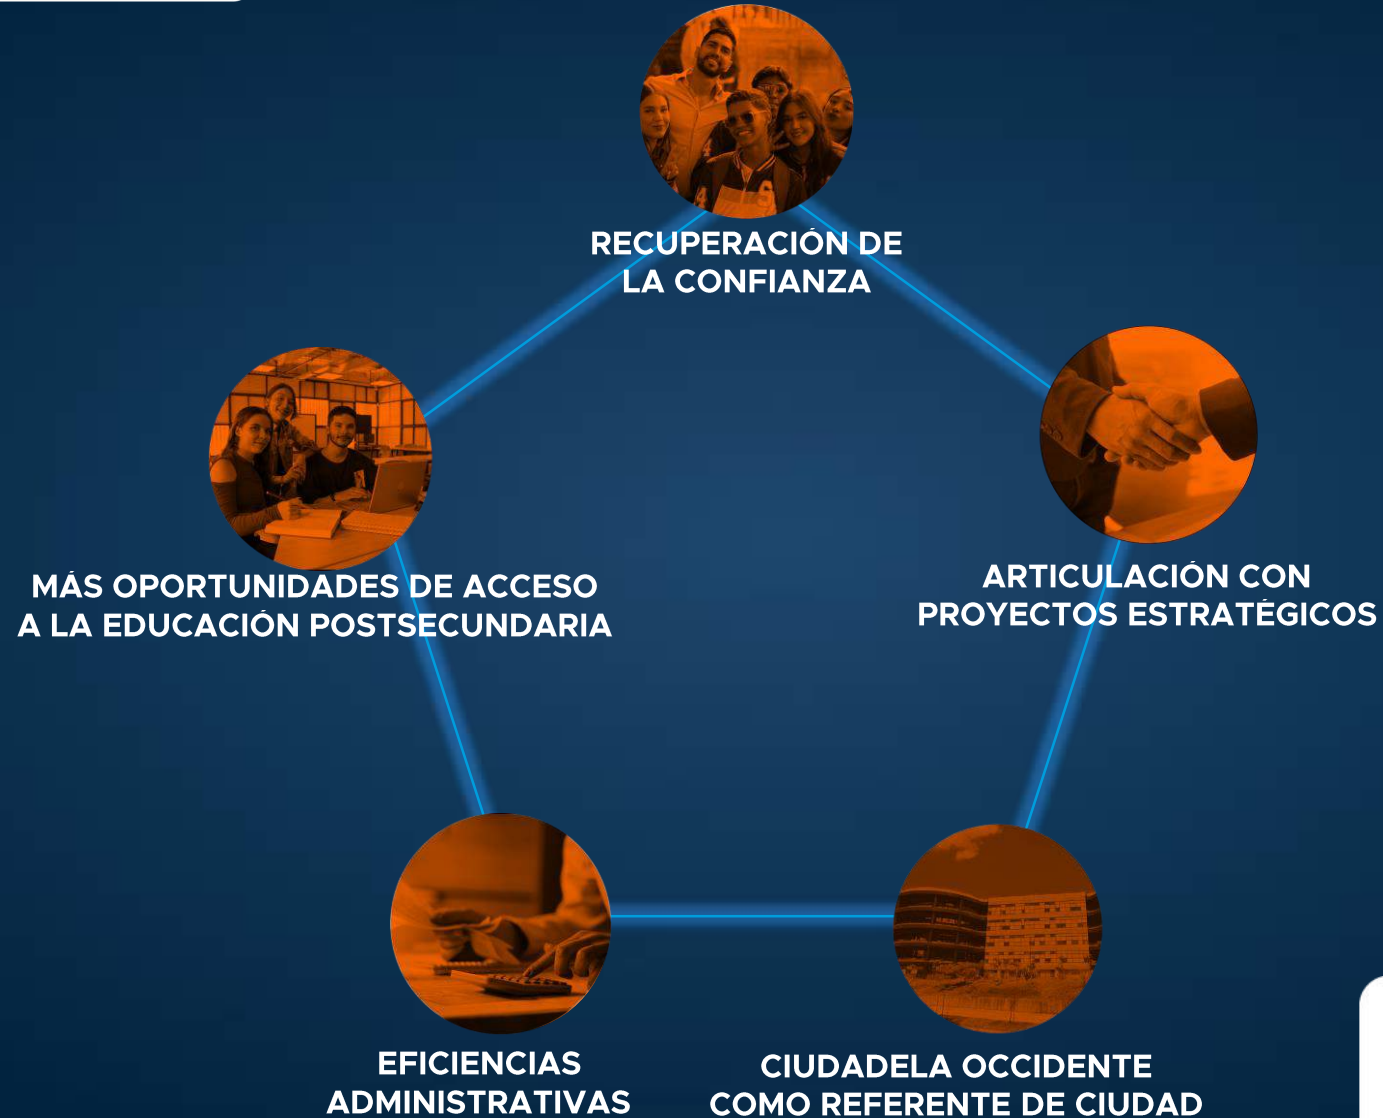 RECUPERACIÓN DE
LA CONFIANZA
MÁS OPORTUNIDADES DE ACCESO
A LA EDUCACIÓN POSTSECUNDARIA
ARTICULACIÓN CON
PROYECTOS ESTRATÉGICOS
EFICIENCIAS
ADMINISTRATIVAS
CIUDADELA OCCIDENTE
COMO REFERENTE DE CIUDAD